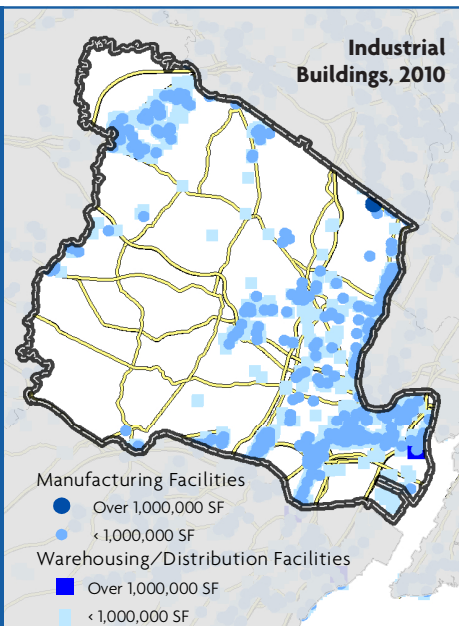 Industrial
Buildings, 2010
Manufacturing Facilities
Over 1,000,000 SF
< 1,000,000 SF
Warehousing/Distribution Facilities
Over 1,000,000 SF
< 1,000,000 SF